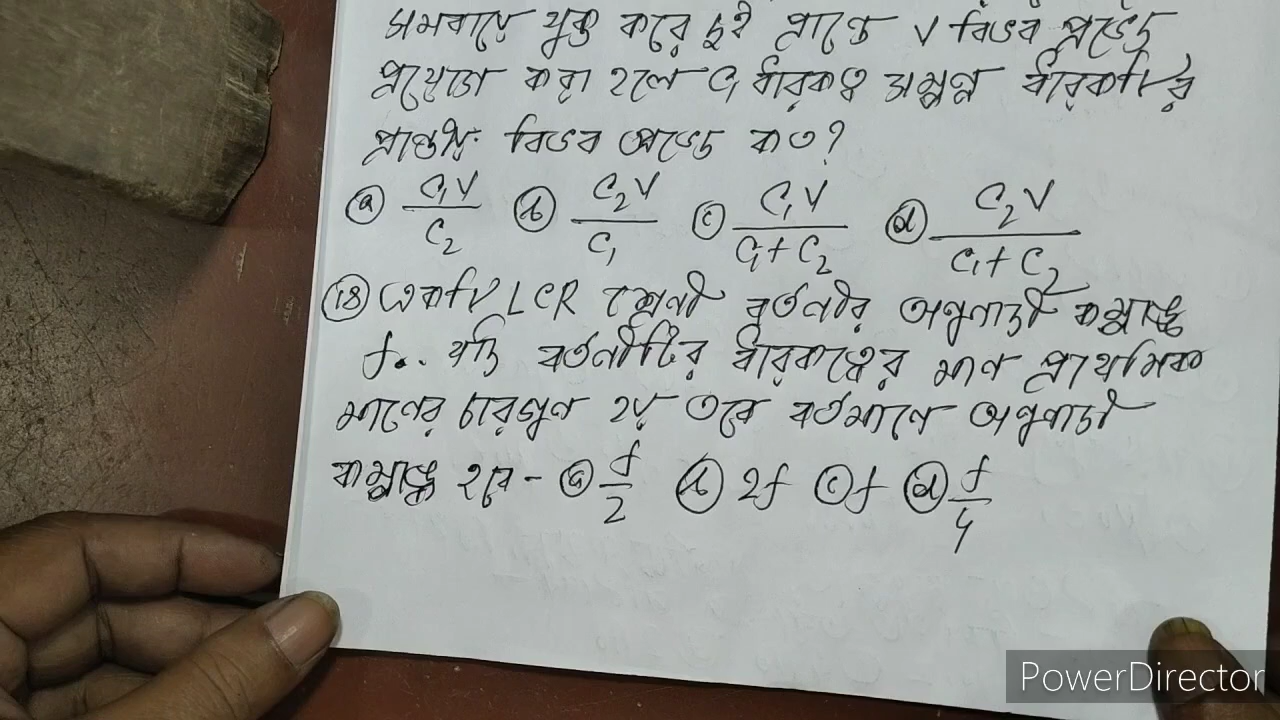 সমবায়ে যুক্ত করে দুই প্রান্তে V বিভব প্রভেদ
প্রয়োগ করা হলে C₁ ধারকত্ব সম্পন্ন ধারকটির
প্রান্তীয় বিভব প্রভেদ কত?
ⓐ C₁V/C₂ ⓑ C₂V/C₁ ⓒ C₁V/C₁+C₂ ⓓ C₂V/C₁+C₂
⑱ একটি LCR শ্রেণী বর্তনীর অনুনাদী কম্পাঙ্ক
f. যদি বর্তনীটির ধারকত্বের মান প্রাথমিক
মানের চারগুন হয় তবে বর্তমানে অনুনাদী
কম্পাঙ্ক হবে- ⓐ f/2 ⓑ 2f ⓒ f ⓓ f/4
PowerDirector